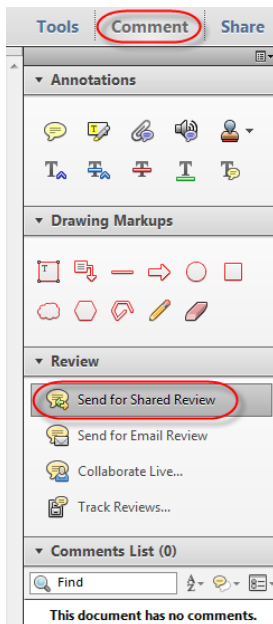 Tools Comment Share
Annotations
Drawing Markups
Review
Send for Shared Review
Send for Email Review
Collaborate Live...
Track Reviews...
Comments List (0)
Find
This document has no comments.